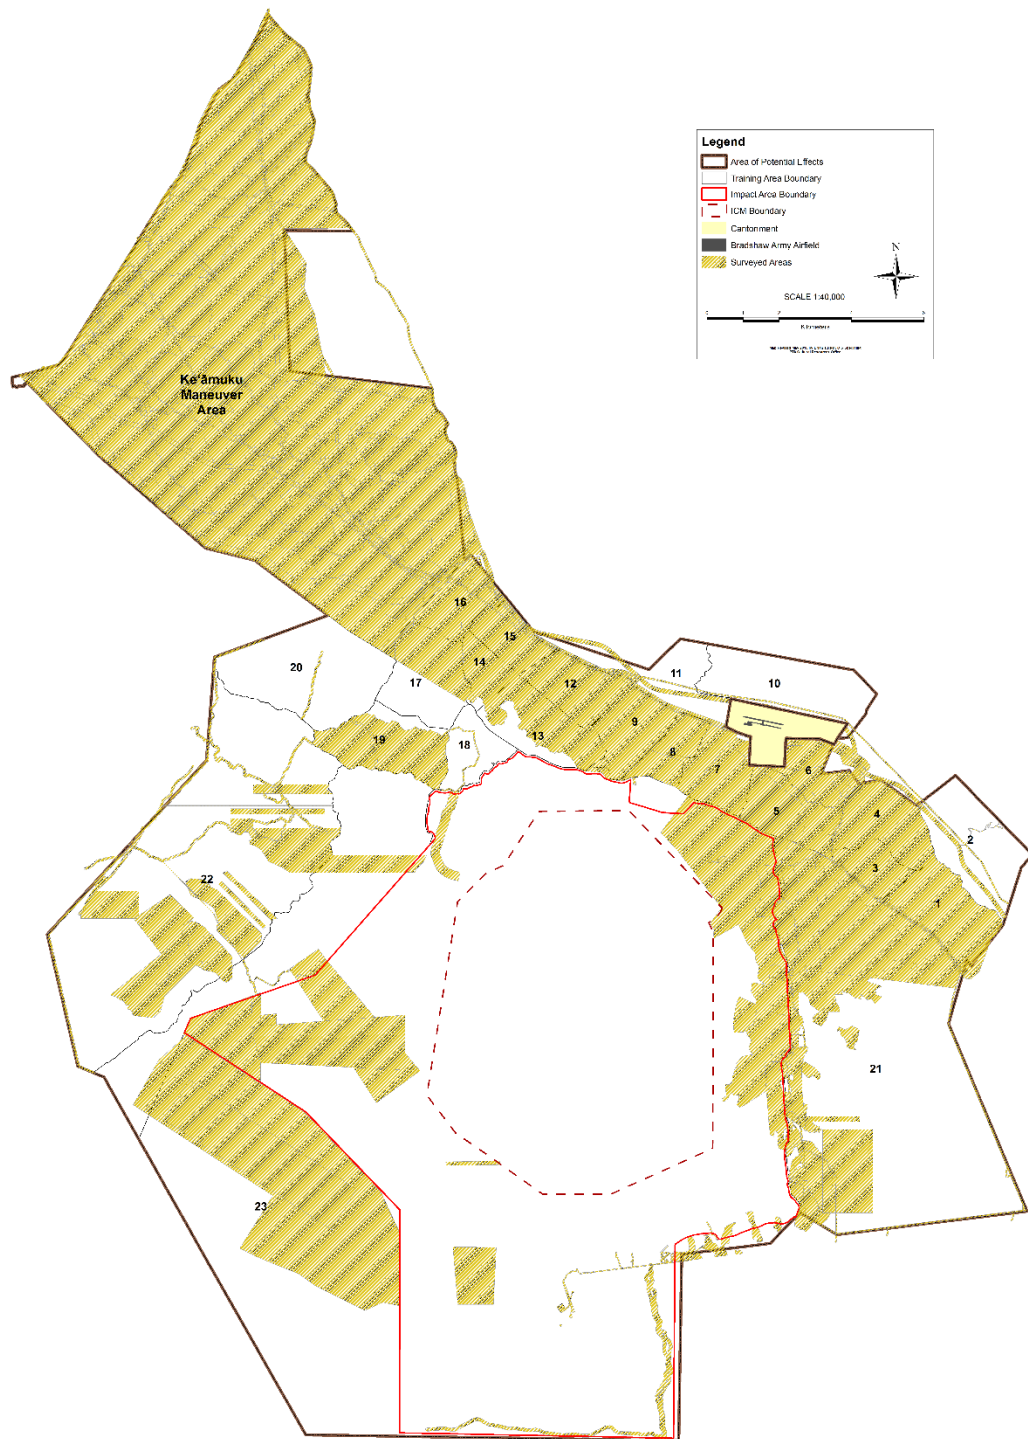 Legend
Area of Potential Effects
Training Area Boundary
Impact Area Boundary
ICM Boundary
Cantonment
Bradshaw Army Airfield
Surveyed Areas
N
SCALE 1:40,000
Kilometers
Ke'āmuku
Maneuver
Area
16
15
14
12
11
10
20
17
9
13
19
18
8
7
6
5
4
2
3
22
1
21
23